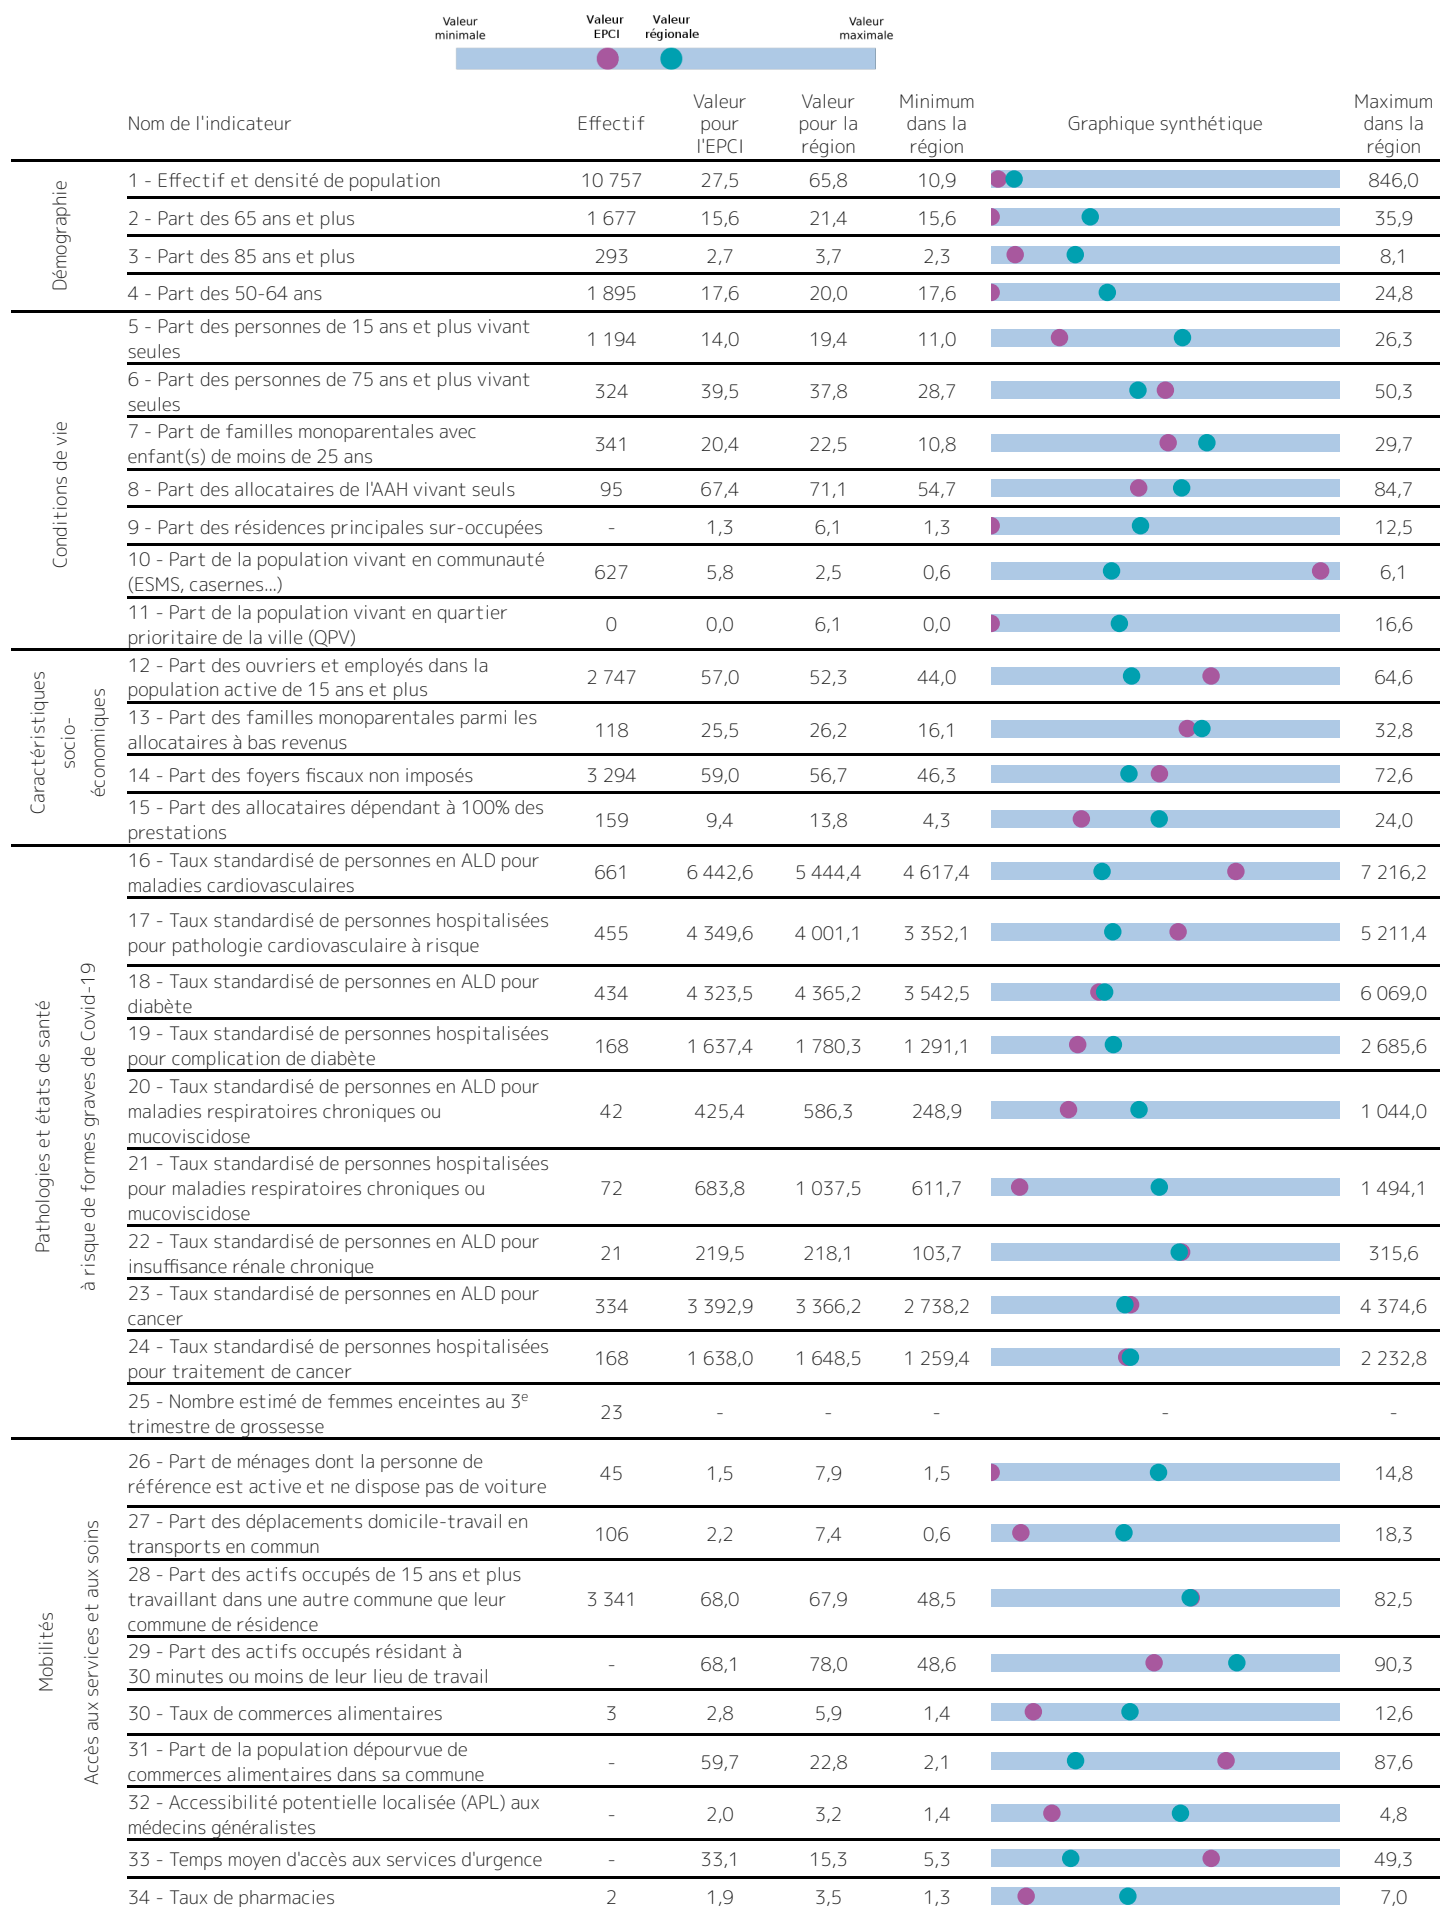 Valeur minimale
Valeur EPCI
Valeur régionale
Valeur maximale
Nom de l'indicateur Effectif Valeur pour l'EPCI Valeur pour la région Minimum dans la région Graphique synthétique Maximum dans la région
Démographie
1 - Effectif et densité de population 10 757 27,5 65,8 10,9 846,0
2 - Part des 65 ans et plus 1 677 15,6 21,4 15,6 35,9
3 - Part des 85 ans et plus 293 2,7 3,7 2,3 8,1
4 - Part des 50-64 ans 1 895 17,6 20,0 17,6 24,8
Conditions de vie
5 - Part des personnes de 15 ans et plus vivant
seules 1 194 14,0 19,4 11,0 26,3
6 - Part des personnes de 75 ans et plus vivant
seules 324 39,5 37,8 28,7 50,3
7 - Part de familles monoparentales avec
enfant(s) de moins de 25 ans 341 20,4 22,5 10,8 29,7
8 - Part des allocataires de l'AAH vivant seuls 95 67,4 71,1 54,7 84,7
9 - Part des résidences principales sur-occupées - 1,3 6,1 1,3 12,5
10 - Part de la population vivant en communauté
(ESMS, casernes...) 627 5,8 2,5 0,6 6,1
11 - Part de la population vivant en quartier
prioritaire de la ville (QPV) 0 0,0 6,1 0,0 16,6
Caractéristiques
socio-
économiques
12 - Part des ouvriers et employés dans la
population active de 15 ans et plus 2 747 57,0 52,3 44,0 64,6
13 - Part des familles monoparentales parmi les
allocataires à bas revenus 118 25,5 26,2 16,1 32,8
14 - Part des foyers fiscaux non imposés 3 294 59,0 56,7 46,3 72,6
15 - Part des allocataires dépendant à 100% des
prestations 159 9,4 13,8 4,3 24,0
Pathologies et états de santé
à risque de formes graves de Covid-19
16 - Taux standardisé de personnes en ALD pour
maladies cardiovasculaires 661 6 442,6 5 444,4 4 617,4 7 216,2
17 - Taux standardisé de personnes hospitalisées
pour pathologie cardiovasculaire à risque 455 4 349,6 4 001,1 3 352,1 5 211,4
18 - Taux standardisé de personnes en ALD pour
diabète 434 4 323,5 4 365,2 3 542,5 6 069,0
19 - Taux standardisé de personnes hospitalisées
pour complication de diabète 168 1 637,4 1 780,3 1 291,1 2 685,6
20 - Taux standardisé de personnes en ALD pour
maladies respiratoires chroniques ou
mucoviscidose 42 425,4 586,3 248,9 1 044,0
21 - Taux standardisé de personnes hospitalisées
pour maladies respiratoires chroniques ou
mucoviscidose 72 683,8 1 037,5 611,7 1 494,1
22 - Taux standardisé de personnes en ALD pour
insuffisance rénale chronique 21 219,5 218,1 103,7 315,6
23 - Taux standardisé de personnes en ALD pour
cancer 334 3 392,9 3 366,2 2 738,2 4 374,6
24 - Taux standardisé de personnes hospitalisées
pour traitement de cancer 168 1 638,0 1 648,5 1 259,4 2 232,8
25 - Nombre estimé de femmes enceintes au 3e
trimestre de grossesse 23 - - - - -
Mobilités
Accès aux services et aux soins
26 - Part de ménages dont la personne de
référence est active et ne dispose pas de voiture 45 1,5 7,9 1,5 14,8
27 - Part des déplacements domicile-travail en
transports en commun 106 2,2 7,4 0,6 18,3
28 - Part des actifs occupés de 15 ans et plus
travaillant dans une autre commune que leur
commune de résidence 3 341 68,0 67,9 48,5 82,5
29 - Part des actifs occupés résidant à
30 minutes ou moins de leur lieu de travail - 68,1 78,0 48,6 90,3
30 - Taux de commerces alimentaires 3 2,8 5,9 1,4 12,6
31 - Part de la population dépourvue de
commerces alimentaires dans sa commune - 59,7 22,8 2,1 87,6
32 - Accessibilité potentielle localisée (APL) aux
médecins généralistes - 2,0 3,2 1,4 4,8
33 - Temps moyen d'accès aux services d'urgence - 33,1 15,3 5,3 49,3
34 - Taux de pharmacies 2 1,9 3,5 1,3 7,0